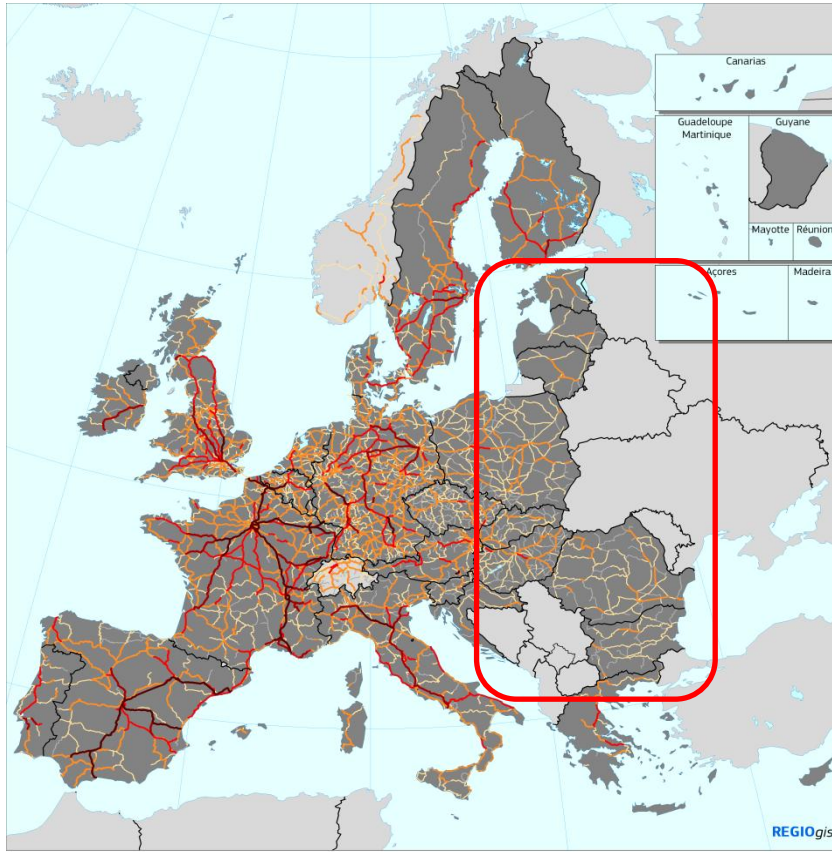 Canarias
Guadeloupe
Martinique
Guyane
Mayotte
Réunion
Açores
Madeira
REGIOgis